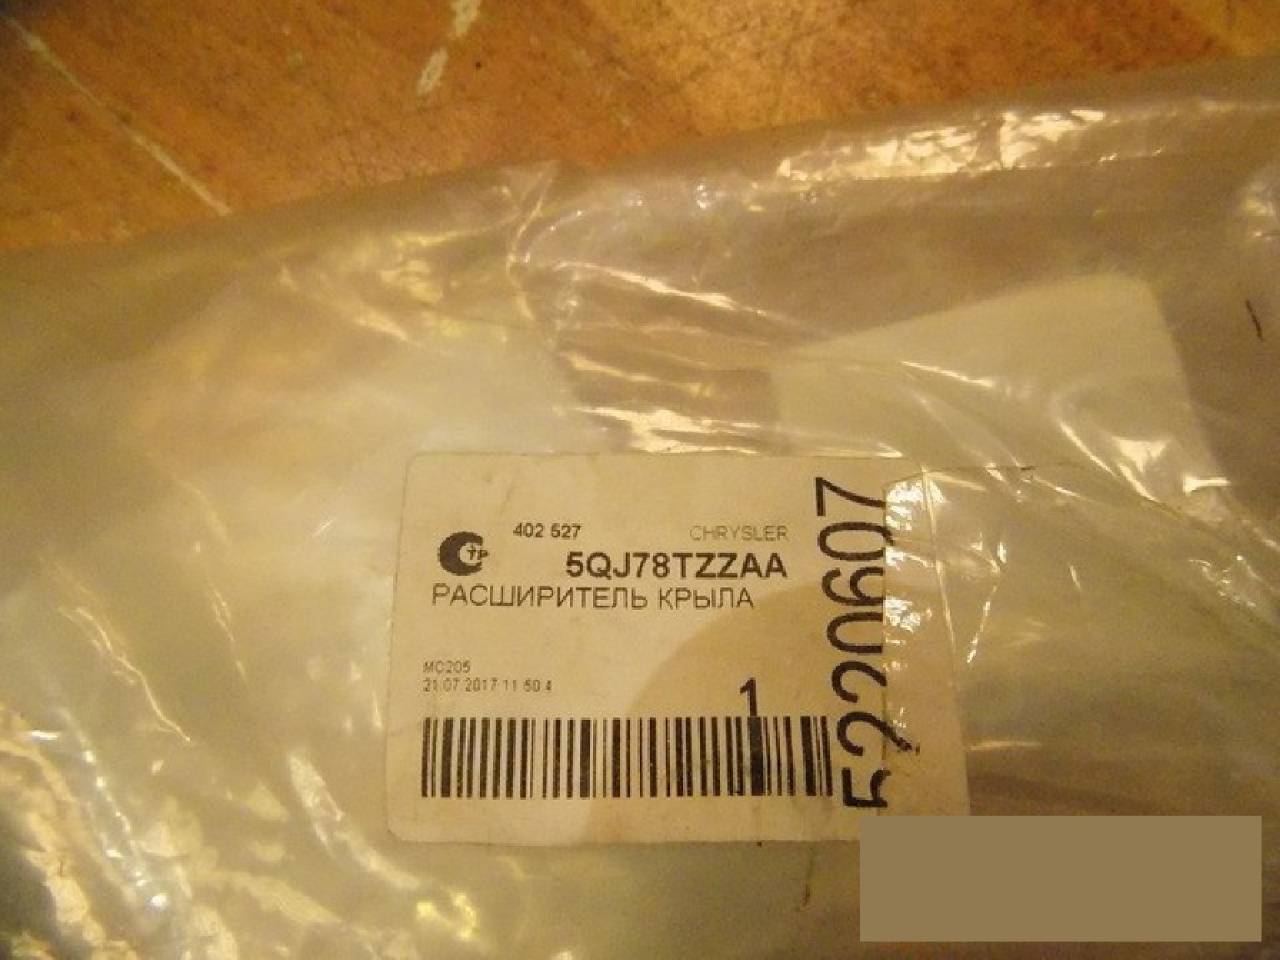 402 527
CHRYSLER
5QJ78TZZAA
РАСШИРИТЕЛЬ КРЫЛА
MC205
21.07.2017 11:50:4
1
5220607